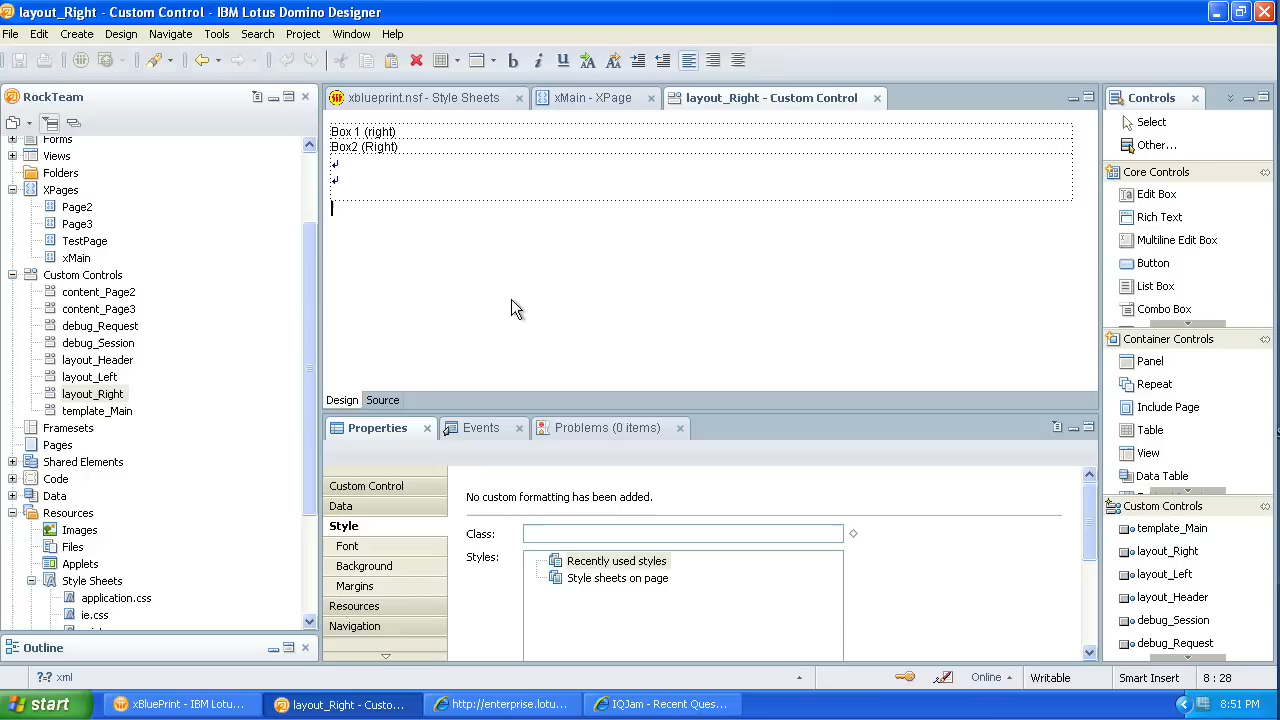 layout_Right - Custom Control - IBM Lotus Domino Designer
File Edit Create Design Navigate Tools Search Project Window Help
RockTeam
xblueprint.nsf - Style Sheets
xMain - XPage
layout_Right - Custom Control
Controls
Forms
Views
Folders
XPages
Page2
Page3
TestPage
xMain
Custom Controls
content_Page2
content_Page3
debug_Request
debug_Session
layout_Header
layout_Left
layout_Right
template_Main
Framesets
Pages
Shared Elements
Code
Data
Resources
Images
Files
Applets
Style Sheets
application.css
ie.css
Outline
Box 1 (right)
Box2 (Right)
Design Source
Properties
Events
Problems (0 items)
Custom Control
Data
Style
Font
Background
Margins
Resources
Navigation
No custom formatting has been added.
Class:
Styles:
Recently used styles
Style sheets on page
Select
Other...
Core Controls
Edit Box
Rich Text
Multiline Edit Box
Button
List Box
Combo Box
Container Controls
Panel
Repeat
Include Page
Table
View
Data Table
Custom Controls
template_Main
layout_Right
layout_Left
layout_Header
debug_Session
debug_Request
xml
Online
Writable
Smart Insert
8 : 28
start
xBluePrint - IBM Lotus...
layout_Right - Custo...
http://enterprise.lotu...
IQJam - Recent Ques...
8:51 PM